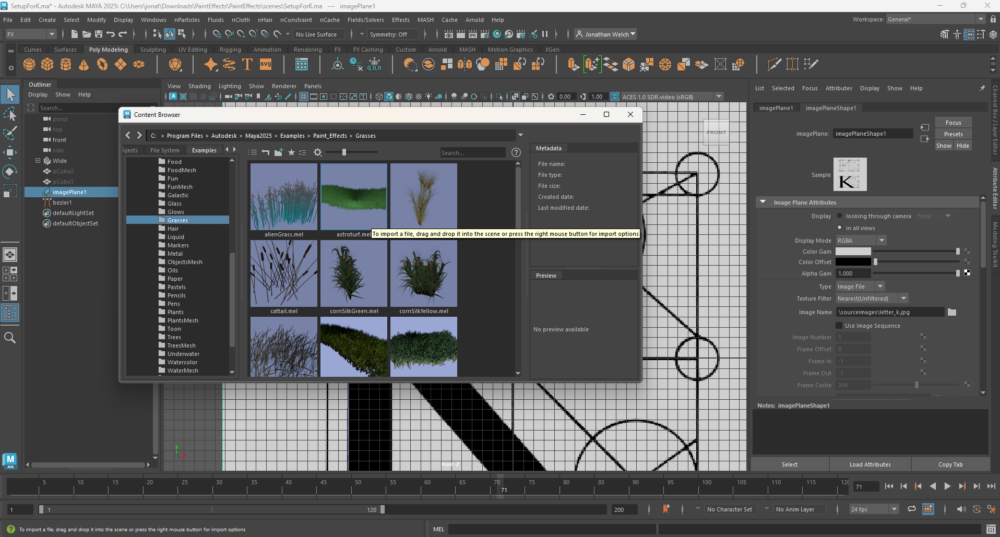 SetupForK.ma* - Autodesk MAYA 2025: C:\Users\jonat\Downloads\PaintEffects\PaintEffects\scenes\SetupForK.ma --- imagePlane1
File Edit Create Select Modify Display Windows nParticles Fluids nCloth nHair nConstraint nCache Fields/Solvers Effects MASH Cache Arnold Help
Workspace: General*
FX
No Live Surface
Symmetry: Off
Jonathan Welch
Curves Surfaces Poly Modeling Sculpting UV Editing Rigging Animation Rendering FX FX Caching Custom Arnold MASH Motion Graphics XGen
SVG
0,0,0
Outliner
Display Show Help
Search...
persp
top
front
side
Wide
pCube2
pCube3
imagePlane1
bezier1
defaultLightSet
defaultObjectSet
View Shading Lighting Show Renderer Panels
0.00
1.00
ACES 1.0 SDR-video (sRGB)
FRONT
Content Browser
C: > Program Files > Autodesk > Maya2025 > Examples > Paint_Effects > Grasses
ojects File System Examples
Search...
Food
FoodMesh
Fun
FunMesh
Galactic
Glass
Glows
Grasses
Hair
Liquid
Markers
Metal
ObjectsMesh
Oils
Paper
Pastels
Pencils
Pens
Plants
PlantsMesh
Toon
Trees
TreesMesh
Underwater
Watercolor
WaterMesh
alienGrass.mel
astroturf.mel
To import a file, drag and drop it into the scene or press the right mouse button for import options
cattail.mel
cornSilkGreen.mel
cornSilkYellow.mel
Metadata
File name:
File type:
File size:
Created date:
Last modified date:
Preview
No preview available
front -Z
y
x
List Selected Focus Attributes Display Show Help
imagePlane1 imagePlaneShape1
imagePlane: imagePlaneShape1
Focus
Presets
Show Hide
Sample
K
Image Plane Attributes
Display looking through camera front
in all views
Display Mode RGBA
Color Gain
Color Offset
Alpha Gain 1.000
Type Image File
Texture Filter Nearest(Unfiltered)
Image Name \sourceimages\letter_k.jpg
Use Image Sequence
Image Number 1
Frame Offset 0
Frame In -1
Frame Out -1
Frame Cache 204
Notes: imagePlaneShape1
Select Load Attributes Copy Tab
Channel Box / Layer Editor
Attribute Editor
Modeling Toolkit
5 10 15 20 25 30 35 40 45 50 55 60 65 70 75 80 85 90 95 100 105 110 115 120
71
71
1
1
120
200
No Character Set
No Anim Layer
24 fps
To import a file, drag and drop it into the scene or press the right mouse button for import options
MEL